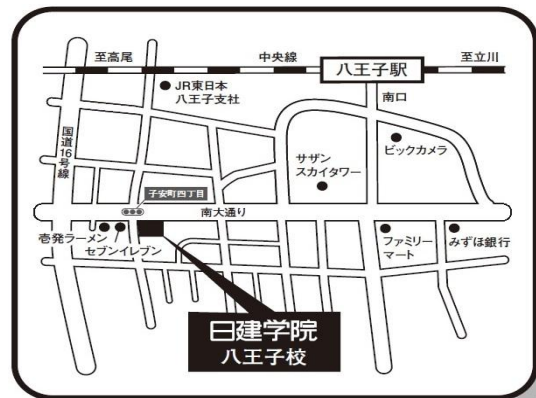 至高尾
中央線
八王子駅
至立川
JR東日本
八王子支社
南口
国道16号線
ビックカメラ
サザン
スカイタワー
子安町四丁目
南大通り
壱発ラーメン
セブンイレブン
ファミリー
マート
みずほ銀行
日建学院
八王子校